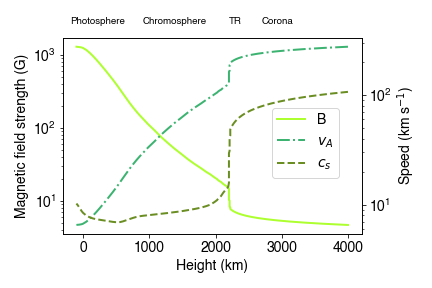 Photosphere Chromosphere TR Corona
Magnetic field strength (G)
10³
10²
10¹
B
v_A
c_s
10²
10¹
Speed (km s⁻¹)
0 1000 2000 3000 4000
Height (km)